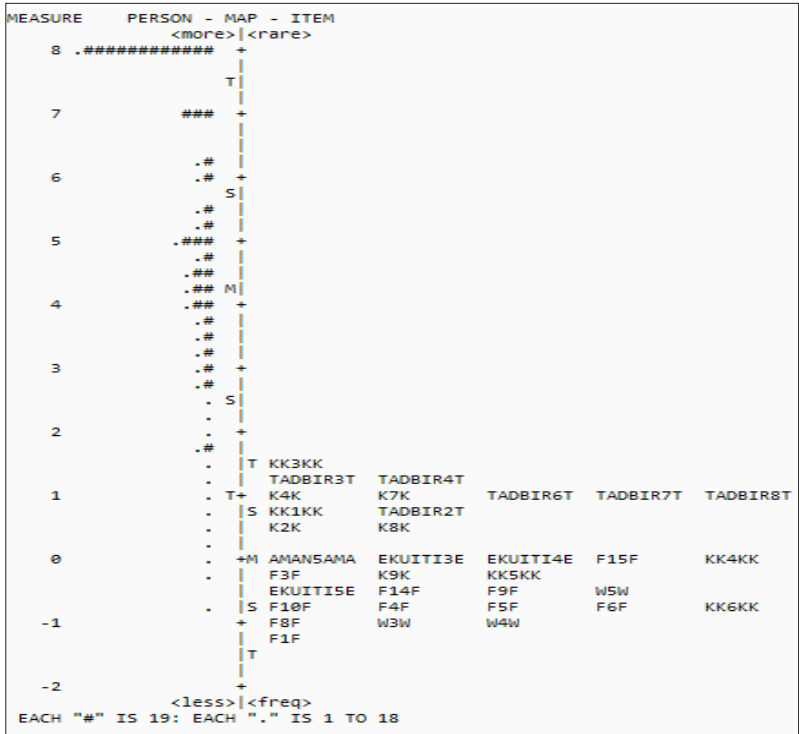 MEASURE PERSON - MAP - ITEM
<more>|<rare>
8 .############ +
|
T|
|
7 ### +
|
|
.# |
6 .# +
S|
.# |
.# |
5 .### +
.# |
.## |
.## M|
4 .## +
.# |
.# |
.# |
3 .# +
.# |
. S|
. |
2 . +
.# |
. |T KK3KK
. | TADBIR3T TADBIR4T
1 . T+ K4K K7K TADBIR6T TADBIR7T TADBIR8T
. |S KK1KK TADBIR2T
. | K2K K8K
. |
0 . +M AMAN5AMA EKUITI3E EKUITI4E F15F KK4KK
. | F3F K9K KK5KK
| EKUITI5E F14F F9F W5W
. |S F10F F4F F5F F6F KK6KK
-1 + F8F W3W W4W
| F1F
|T
|
-2 +
<less>|<freq>
EACH "#" IS 19: EACH "." IS 1 TO 18